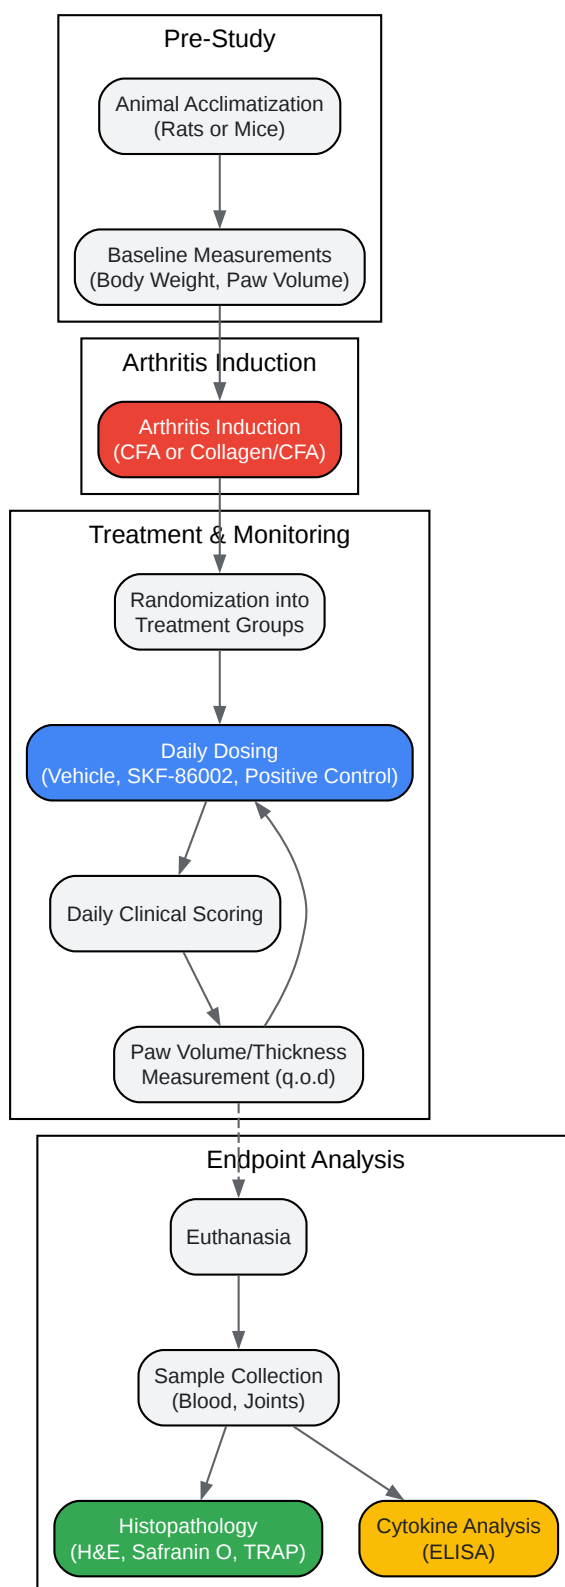 Pre-Study
Animal Acclimatization
(Rats or Mice)
Baseline Measurements
(Body Weight, Paw Volume)
Arthritis Induction
Arthritis Induction
(CFA or Collagen/CFA)
Treatment & Monitoring
Randomization into
Treatment Groups
Daily Dosing
(Vehicle, SKF-86002, Positive Control)
Daily Clinical Scoring
Paw Volume/Thickness
Measurement (q.o.d)
Endpoint Analysis
Euthanasia
Sample Collection
(Blood, Joints)
Histopathology
(H&E, Safranin O, TRAP)
Cytokine Analysis
(ELISA)